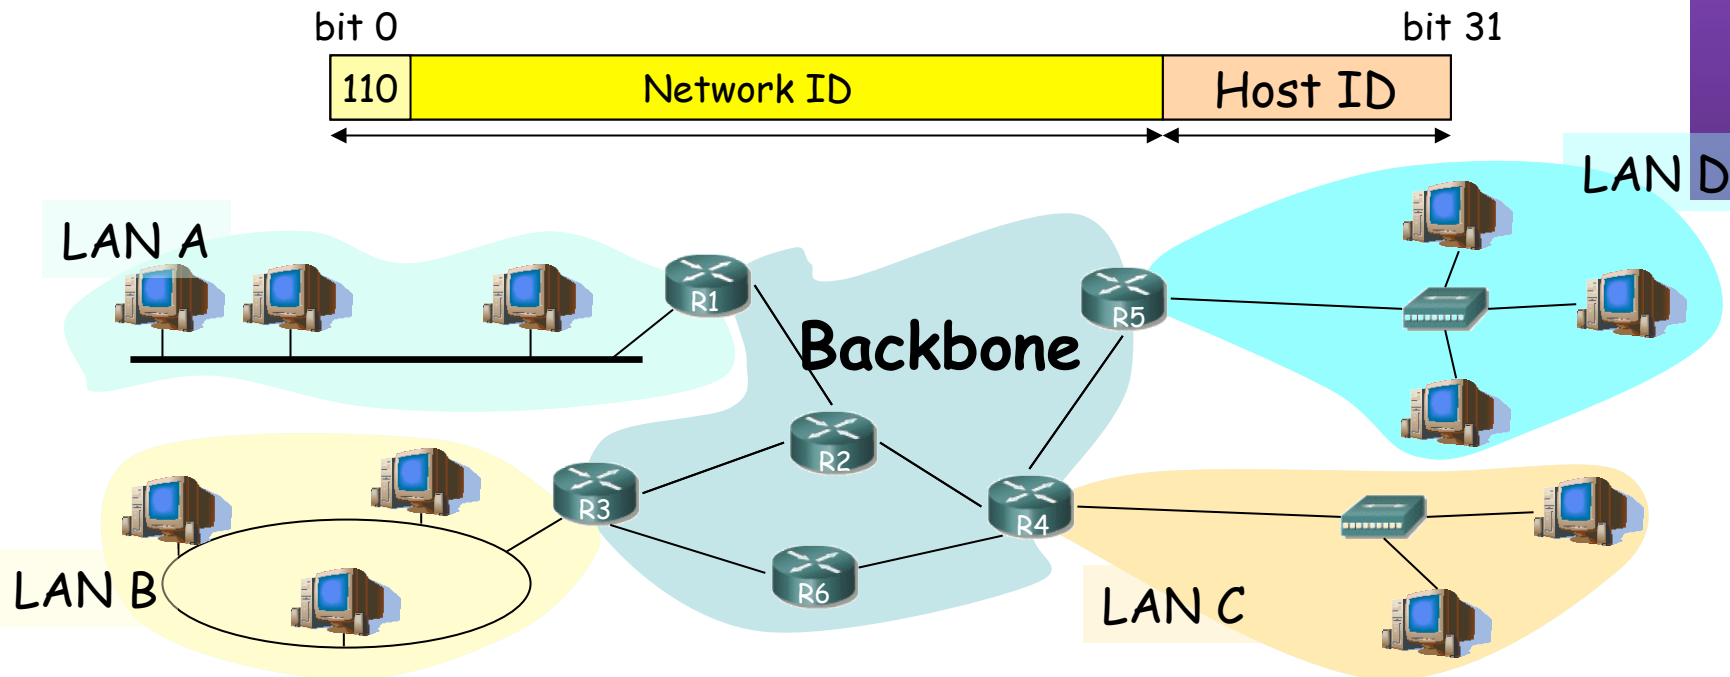 bit 0
bit 31
110
Network ID
Host ID
LAN D
LAN A
R1
R5
Backbone
R2
R3
R4
LAN B
R6
LAN C